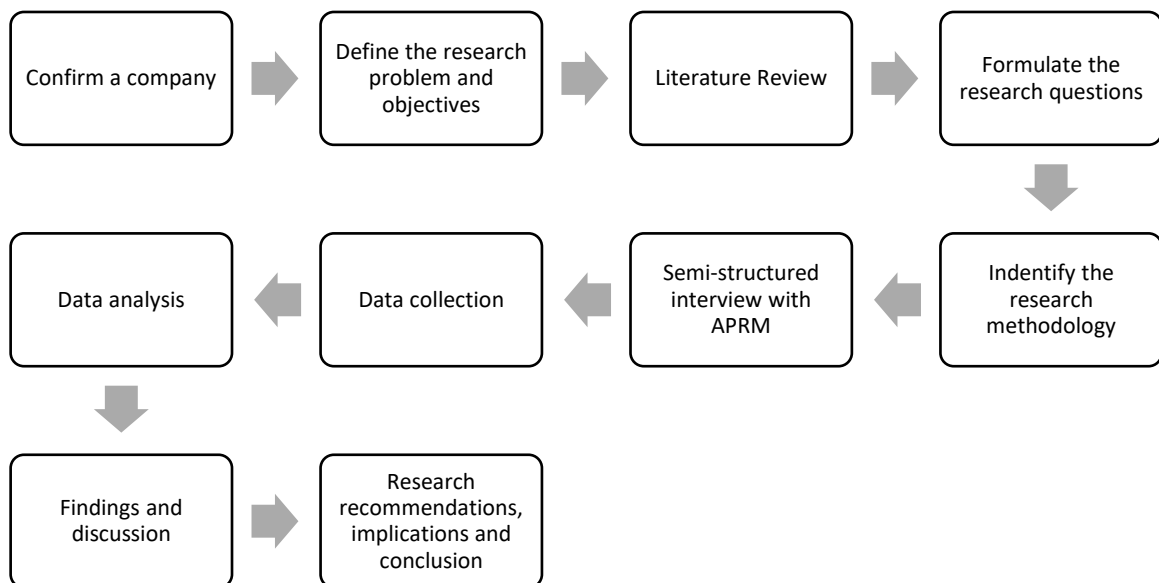 Confirm a company
Define the research
problem and
objectives
Literature Review
Formulate the
research questions
Indentify the
research
methodology
Semi-structured
interview with
APRM
Data collection
Data analysis
Findings and
discussion
Research
recommendations,
implications and
conclusion